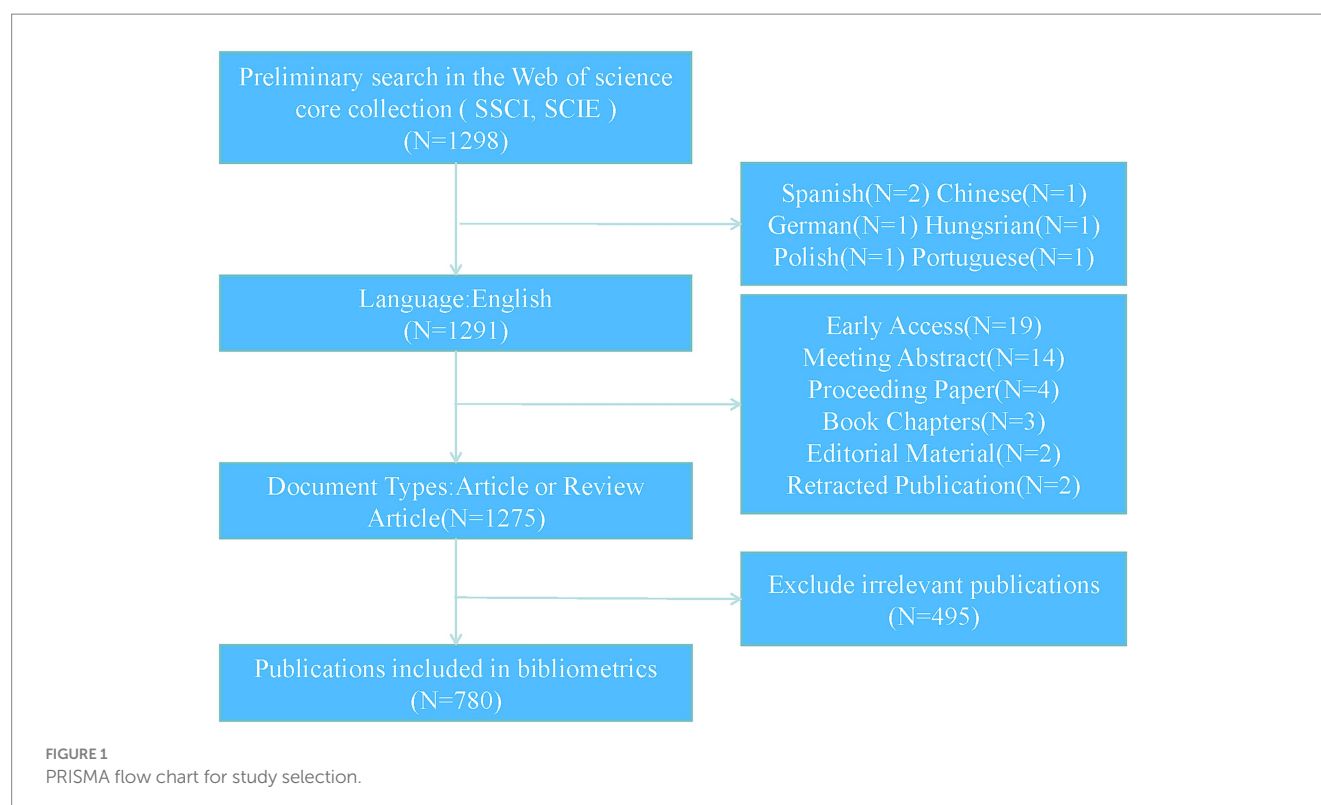 Preliminary search in the Web of science
core collection ( SSCI, SCIE )
(N=1298)
Spanish(N=2) Chinese(N=1)
German(N=1) Hungsrian(N=1)
Polish(N=1) Portuguese(N=1)
Language:English
(N=1291)
Early Access(N=19)
Meeting Abstract(N=14)
Proceeding Paper(N=4)
Book Chapters(N=3)
Editorial Material(N=2)
Retracted Publication(N=2)
Document Types:Article or Review
Article(N=1275)
Exclude irrelevant publications
(N=495)
Publications included in bibliometrics
(N=780)
FIGURE 1
PRISMA flow chart for study selection.